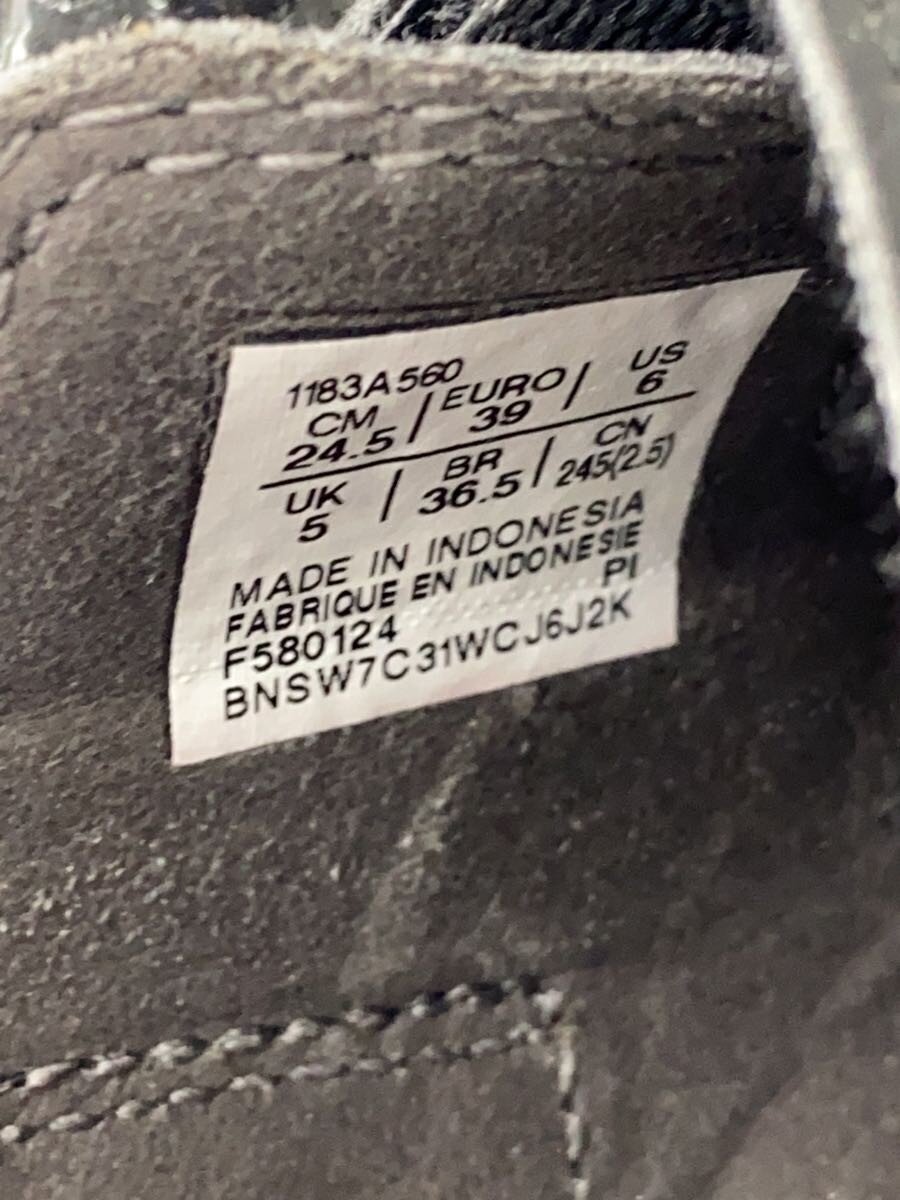 1183A560
CM / EURO / US
24.5 39 6
UK / BR / CN
5 36.5 245(2.5)
MADE IN INDONESIA
FABRIQUE EN INDONESIE
F580124 PI
BNSW7C31WCJ6J2K